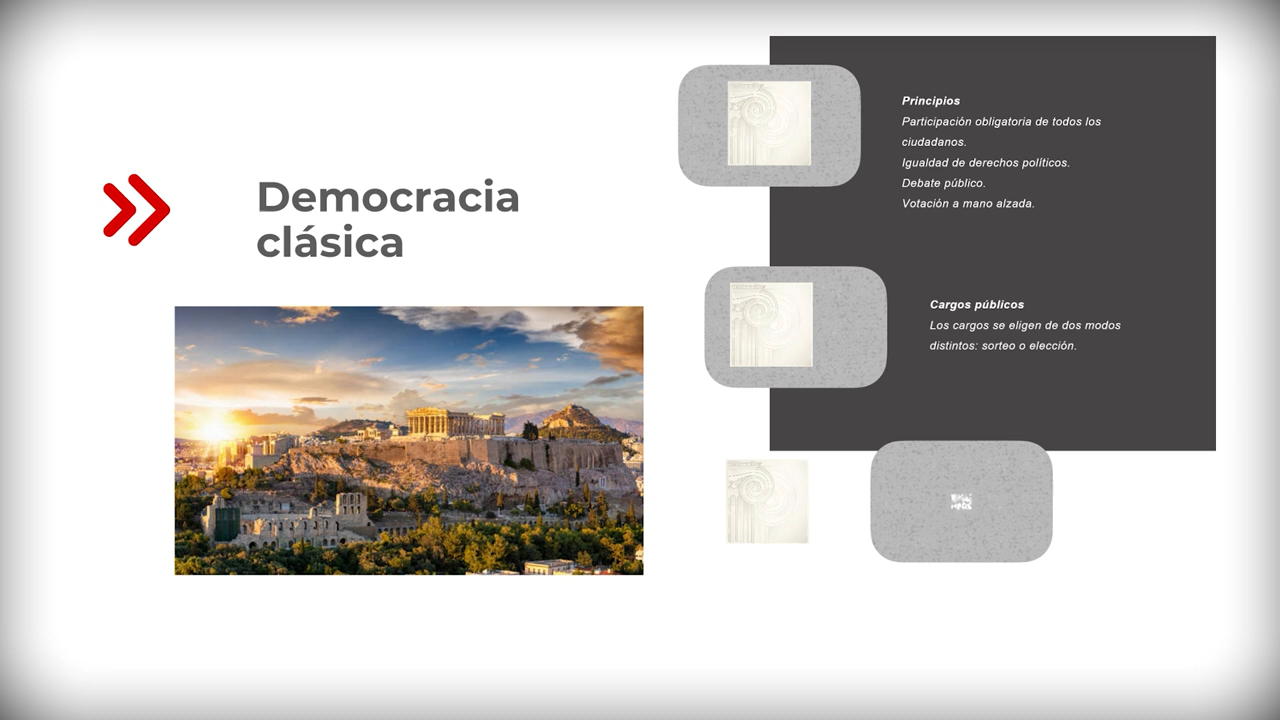 Democracia
clásica
Principios
Participación obligatoria de todos los
ciudadanos.
Igualdad de derechos políticos.
Debate público.
Votación a mano alzada.
Cargos públicos
Los cargos se eligen de dos modos
distintos: sorteo o elección.